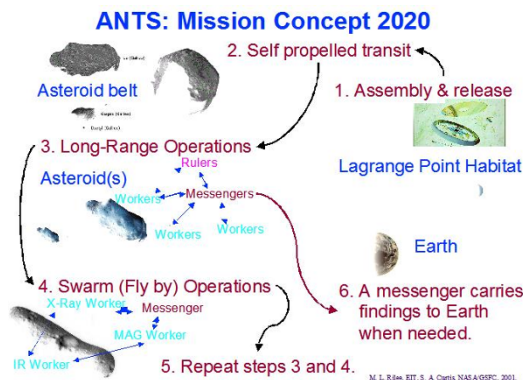 ANTS: Mission Concept 2020
2. Self propelled transit
Asteroid belt
1. Assembly & release
Lagrange Point Habitat
3. Long-Range Operations
Rulers
Asteroid(s)
Messengers
Workers
Workers
Workers
Earth
4. Swarm (Fly by) Operations
X-Ray Worker
Messenger
MAG Worker
IR Worker
5. Repeat steps 3 and 4.
6. A messenger carries
findings to Earth
when needed.
M. L. Rilee, EIT, S. A. Curtis, NASA/GSFC, 2001.